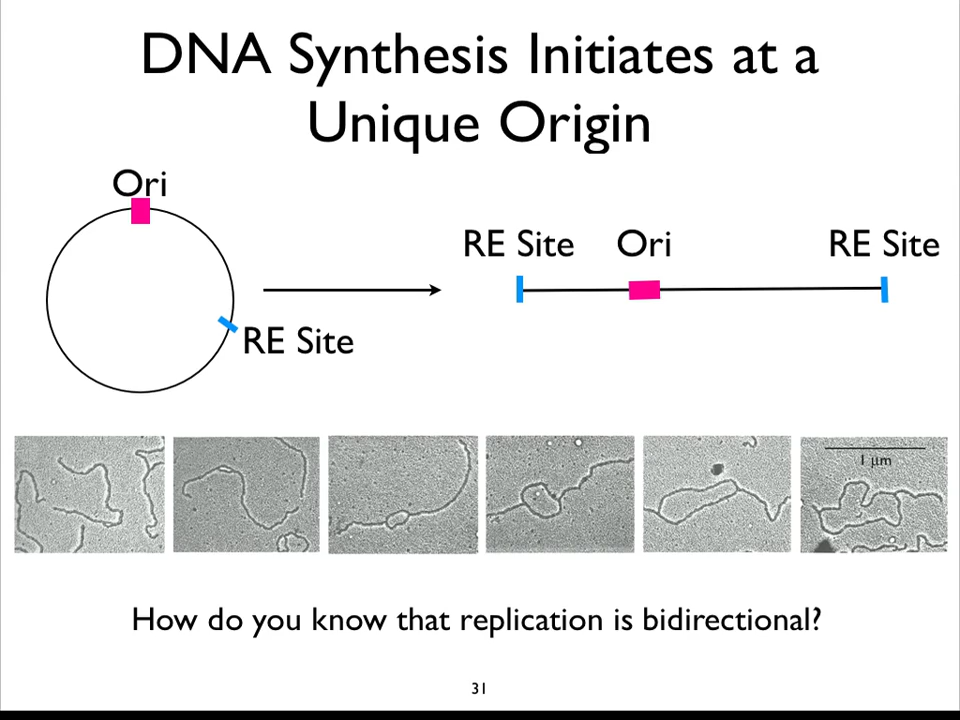 DNA Synthesis Initiates at a
Unique Origin
Ori
RE Site
RE Site
Ori
RE Site
1 μm
How do you know that replication is bidirectional?
31